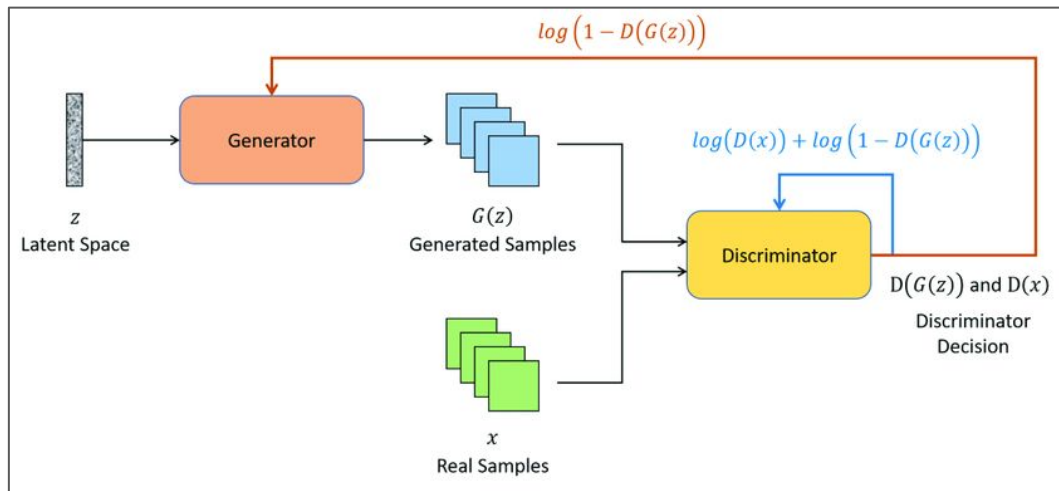 log(1 − D(G(z)))
Generator
log(D(x)) + log(1 − D(G(z)))
z
Latent Space
G(z)
Generated Samples
Discriminator
D(G(z)) and D(x)
Discriminator
Decision
x
Real Samples